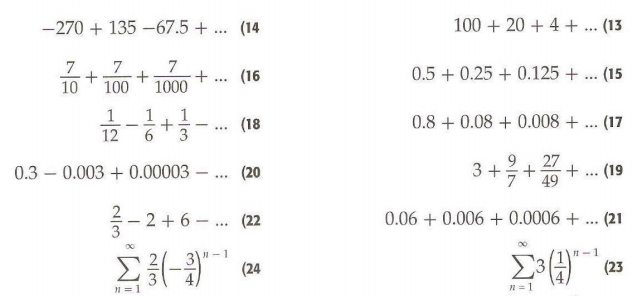 100 + 20 + 4 + ... (13
−270 + 135 −67.5 + ... (14
0.5 + 0.25 + 0.125 + ... (15
7/10 + 7/100 + 7/1000 + ... (16
0.8 + 0.08 + 0.008 + ... (17
1/12 − 1/6 + 1/3 − ... (18
3 + 9/7 + 27/49 + ... (19
0.3 − 0.003 + 0.00003 − ... (20
0.06 + 0.006 + 0.0006 + ... (21
2/3 − 2 + 6 − ... (22
∑_{n=1}^{∞} 3(1/4)^{n−1} (23
∑_{n=1}^{∞} 2/3(−3/4)^{n−1} (24